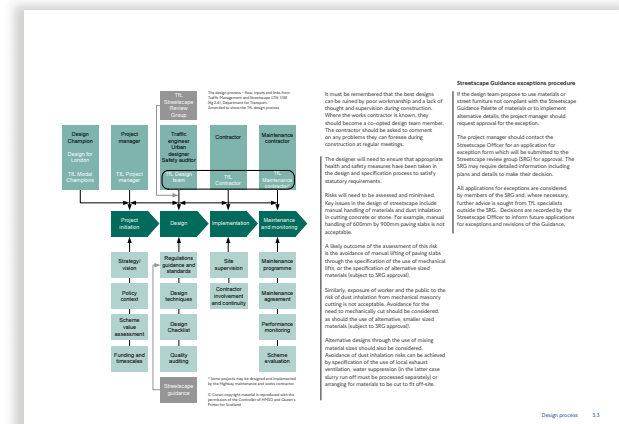 TfL
Streetscape
Review
Group
The design process – flow, inputs and links from
Traffic Management and Streetscape LTN 1/08
(fig 2.6) Department for Transport.
Amended to show the TfL design process
Design
Champion
Design for
London
TfL Modal
Champions
Project
manager
TfL Project
manager
Traffic
engineer
Urban
designer
Safety auditor
TfL Design
team
Contractor
TfL
Contractor
Maintenance
contractor
TfL
Maintenance
contractor*
Project
initiation
Design
Implementation
Maintenance
and monitoring
Strategy/
vision
Policy
context
Scheme
value
assessment
Funding and
timescales
Regulations
guidance and
standards
Design
techniques
Design
Checklist
Quality
auditing
Streetscape
guidance
Site
supervision
Contractor
involvement
and continuity
Maintenance
programme
Maintenance
agreement
Performance
monitoring
Scheme
evaluation
* Some projects may be designed and implemented
by the Highway maintenance and works contractor
© Crown copyright material is reproduced with the
permission of the Controller of HMSO and Queen's
Printer for Scotland
It must be remembered that the best designs
can be ruined by poor workmanship and a lack of
thought and supervision during construction.
Where the works contractor is known, they
should become a co-opted design team member.
The contractor should be asked to comment
on any problems they can foresee during
construction at regular meetings.
The designer will need to ensure that appropriate
health and safety measures have been taken in
the design and specification process to satisfy
statutory requirements.
Risks will need to be assessed and minimised.
Key issues in the design of streetscape include
manual handling of materials and dust inhalation
in cutting concrete or stone. For example, manual
handling of 600mm by 900mm paving slabs is not
acceptable.
A likely outcome of the assessment of this risk
is the avoidance of manual lifting of paving slabs
through the specification of the use of mechanical
lifts, or the specification of alternative sized
materials (subject to SRG approval).
Similarly, exposure of worker and the public to the
risk of dust inhalation from mechanical masonry
cutting is not acceptable. Avoidance for the
need to mechanically cut should be considered,
as should the use of alternative, smaller sized
materials (subject to SRG approval).
Alternative designs through the use of mixing
material sizes should also be considered.
Avoidance of dust inhalation risks can be achieved
by specification of the use of local exhaust
ventilation, water suppression (in the latter case
slurry run off must be processed separately) or
arranging for materials to be cut to fit off-site.
Streetscape Guidance exceptions procedure
If the design team propose to use materials or
street furniture not compliant with the Streetscape
Guidance Palette of materials or to implement
alternative details, the project manager should
request approval for the exception.
The project manager should contact the
Streetscape Officer for an application for
exception form which will be submitted to the
Streetscape review group (SRG) for approval. The
SRG may require detailed information including
plans and details to make their decision.
All applications for exceptions are considered
by members of the SRG and, where necessary,
further advice is sought from TfL specialists
outside the SRG. Decisions are recorded by the
Streetscape Officer to inform future applications
for exceptions and revisions of the Guidance.
Design process 3.3